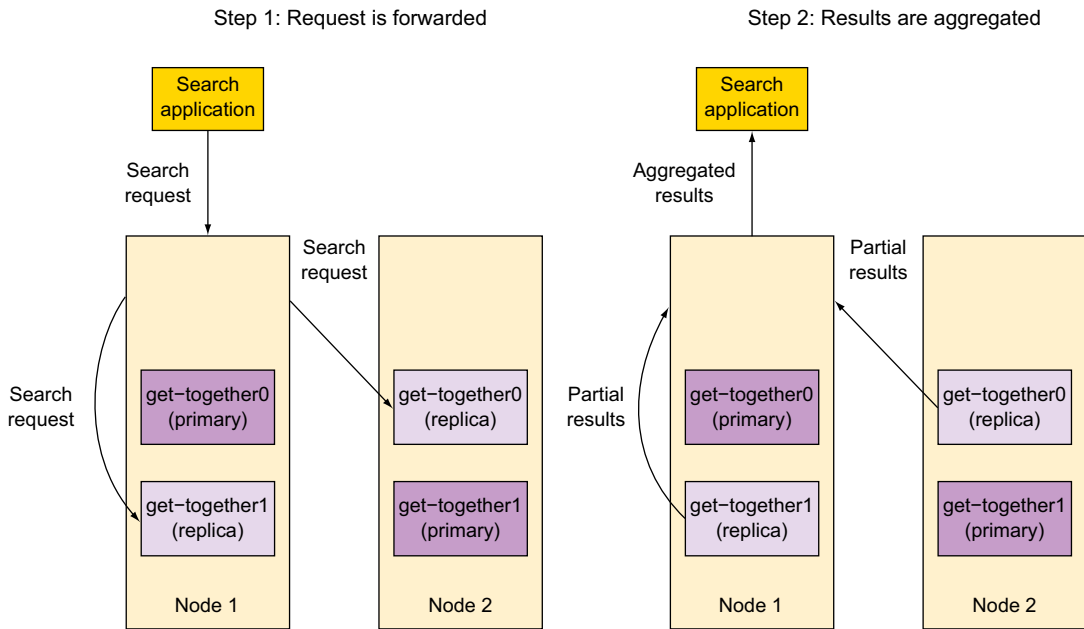 Step 1: Request is forwarded
Search
application
Search
request
Search
request
Search
request
get-together0
(primary)
get-together0
(replica)
get-together1
(replica)
get-together1
(primary)
Node 1
Node 2
Step 2: Results are aggregated
Search
application
Aggregated
results
Partial
results
Partial
results
get-together0
(primary)
get-together0
(replica)
get-together1
(replica)
get-together1
(primary)
Node 1
Node 2